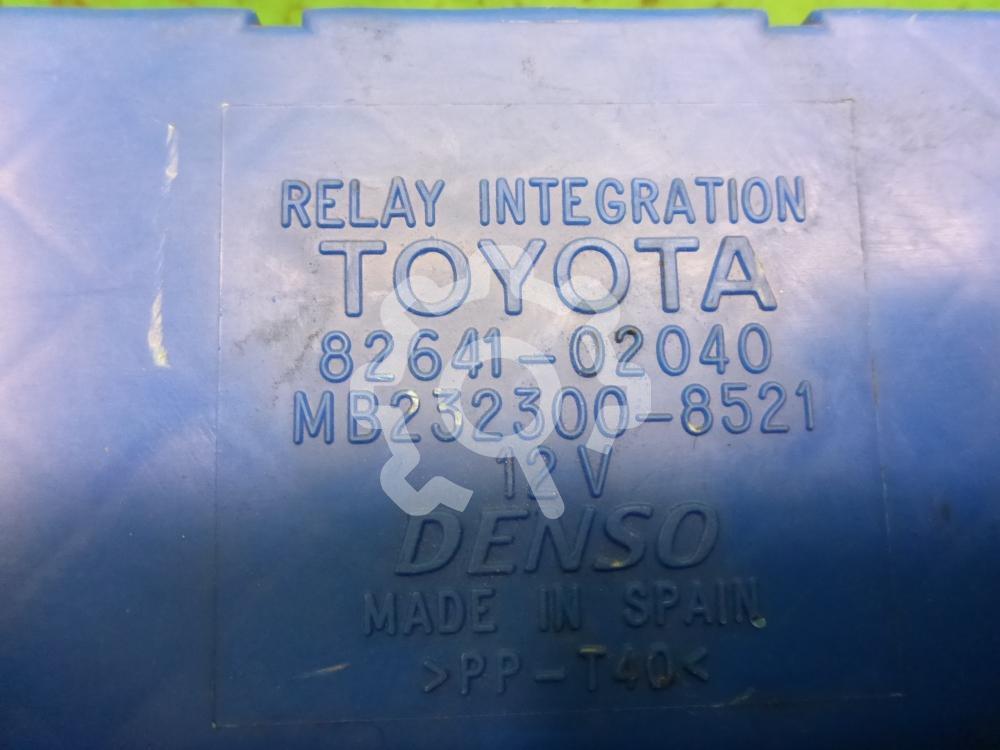 RELAY INTEGRATION
TOYOTA
82641-02040
MB232300-8521
12V
DENSO
MADE IN SPAIN
>PP-T40<